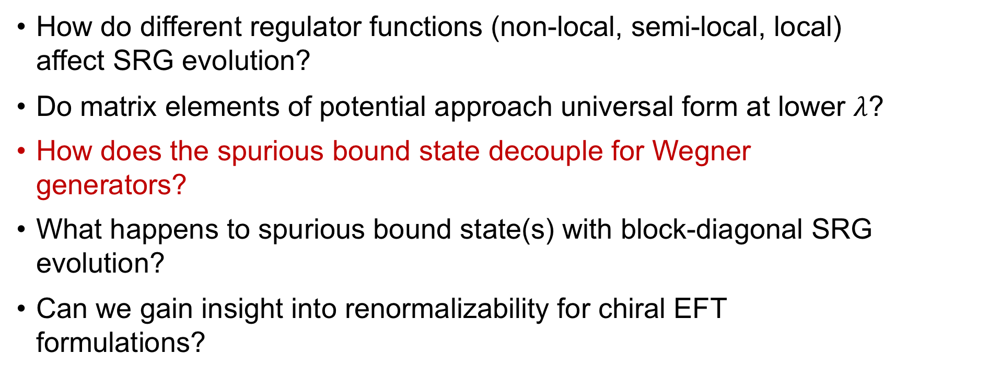 • How do different regulator functions (non-local, semi-local, local)
affect SRG evolution?
• Do matrix elements of potential approach universal form at lower 𝜆?
• How does the spurious bound state decouple for Wegner
generators?
• What happens to spurious bound state(s) with block-diagonal SRG
evolution?
• Can we gain insight into renormalizability for chiral EFT
formulations?